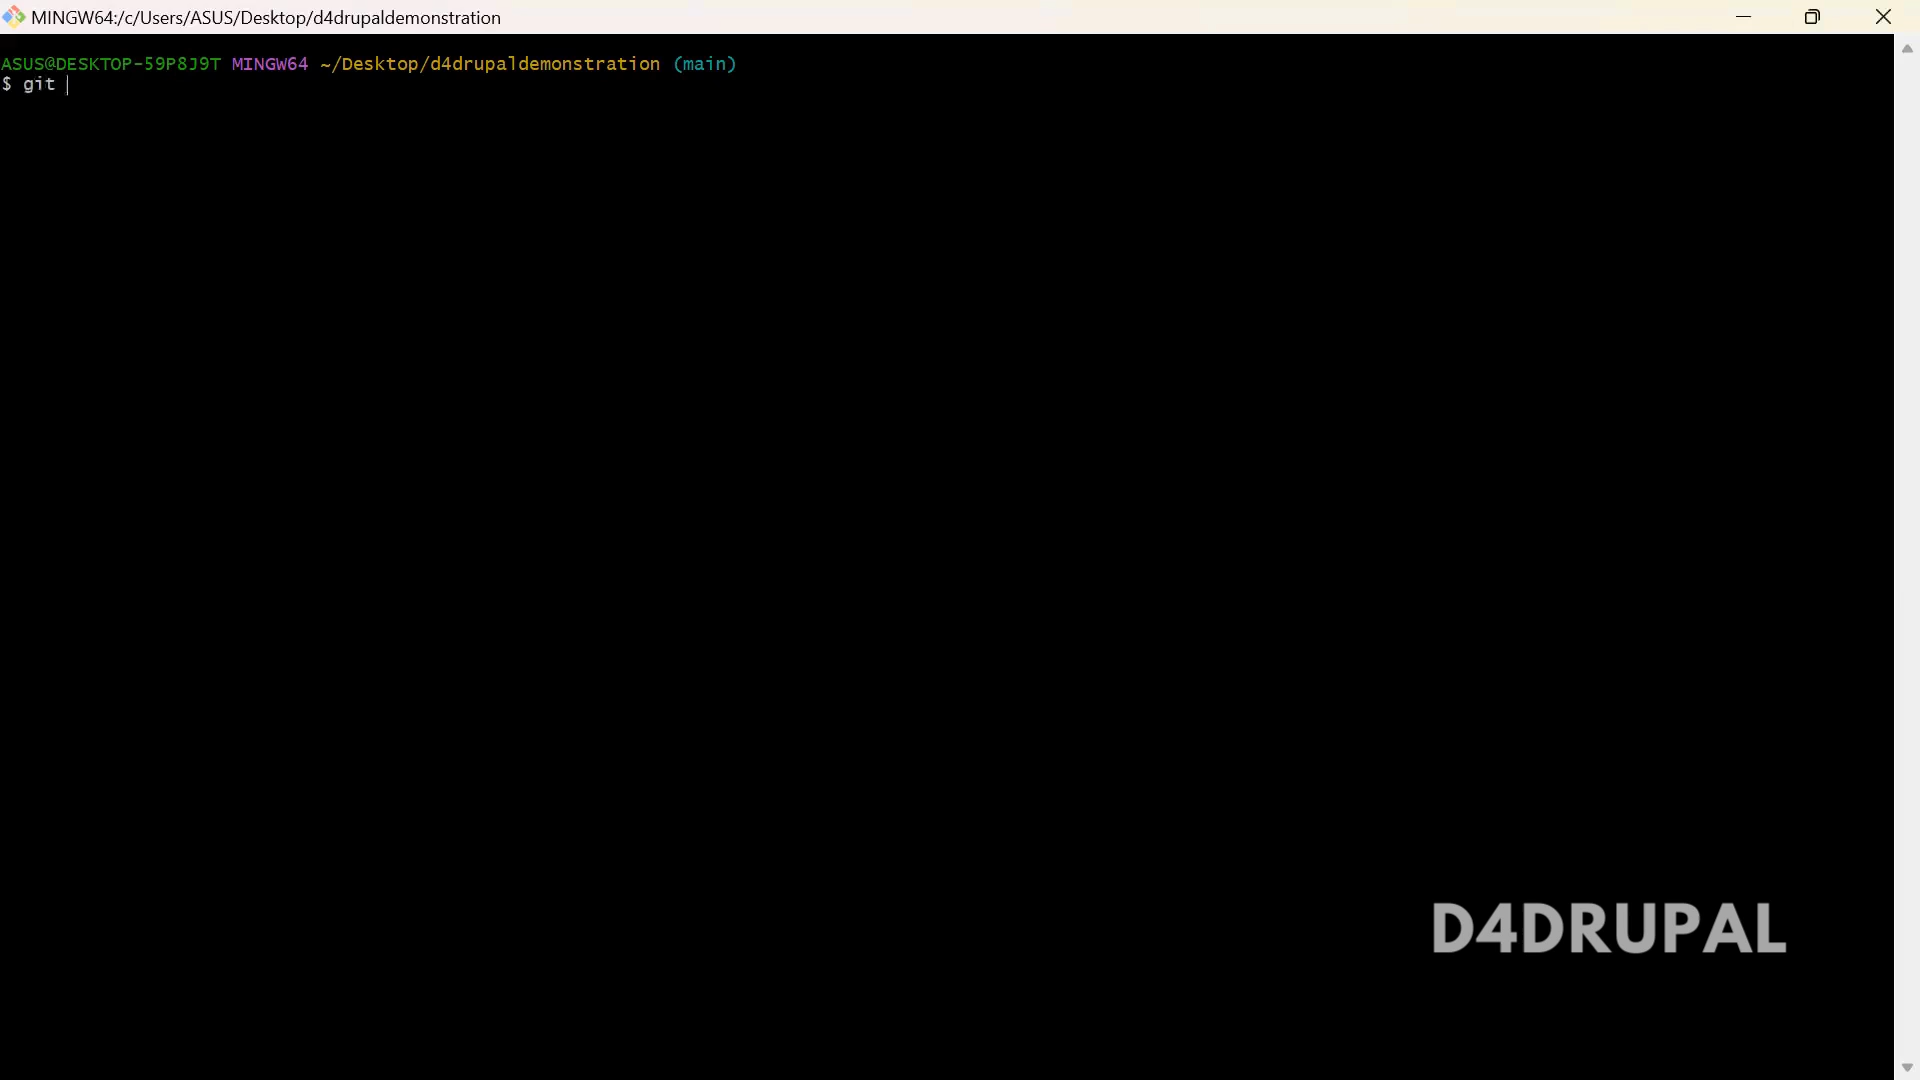 MINGW64:/c/Users/ASUS/Desktop/d4drupaldemonstration
ASUS@DESKTOP-59P8J9T MINGW64 ~/Desktop/d4drupaldemonstration (main)
$ git
D4DRUPAL